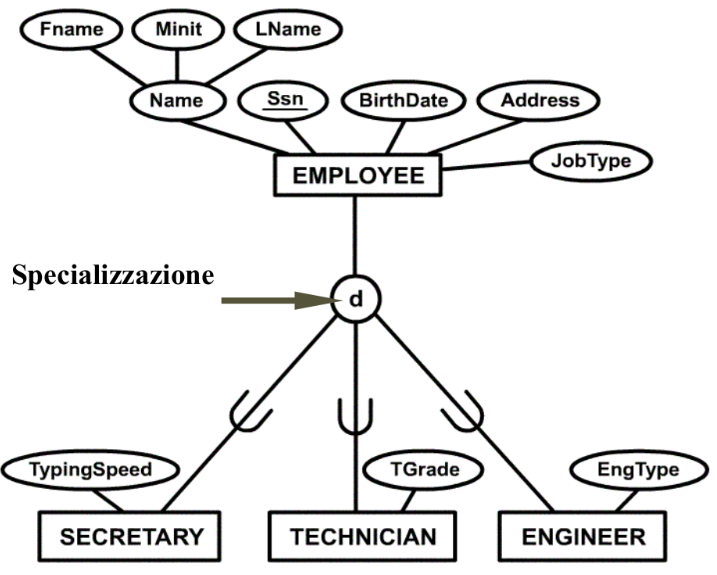 Fname Minit LName
Name Ssn BirthDate Address
JobType
EMPLOYEE
Specializzazione
d
TypingSpeed TGrade EngType
SECRETARY TECHNICIAN ENGINEER